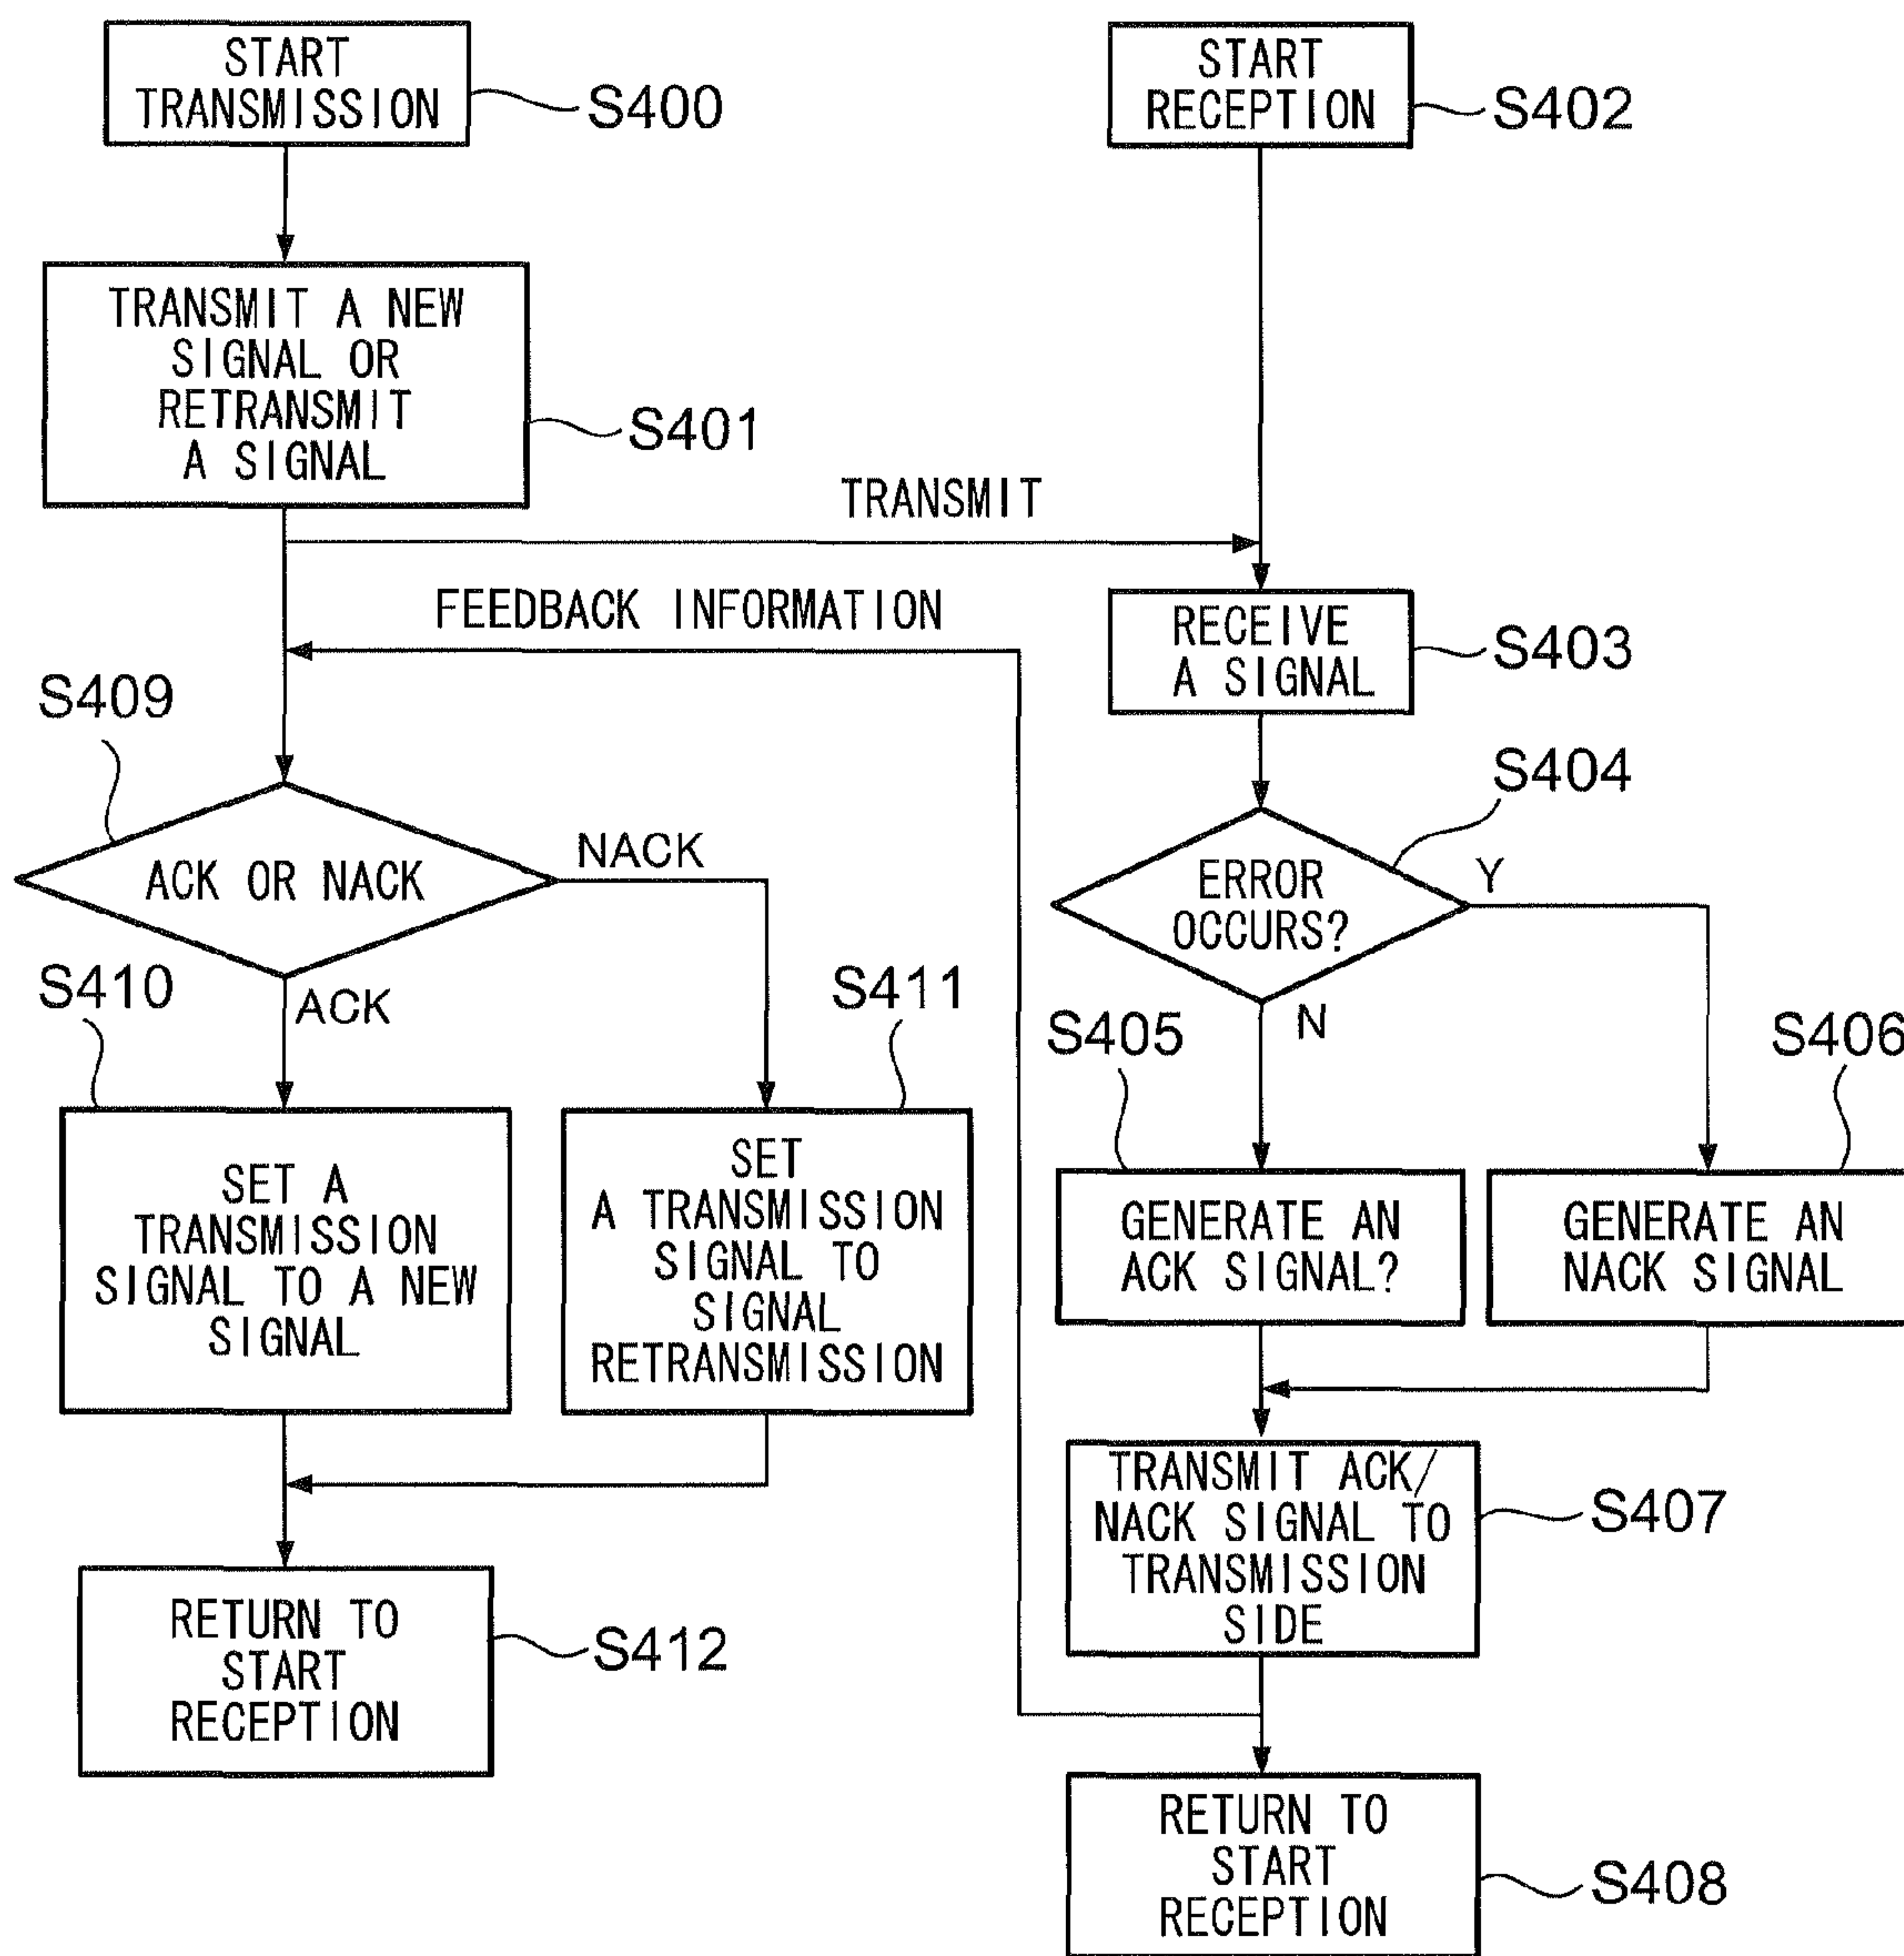 START
TRANSMISSION
S400
TRANSMIT A NEW
SIGNAL OR
RETRANSMIT
A SIGNAL
S401
START
RECEPTION
S402
TRANSMIT
FEEDBACK INFORMATION
RECEIVE
A SIGNAL
S403
S404
ERROR
OCCURS?
Y
N
S405
GENERATE AN
ACK SIGNAL?
S406
GENERATE AN
NACK SIGNAL
TRANSMIT ACK/
NACK SIGNAL TO
TRANSMISSION
SIDE
S407
RETURN TO
START
RECEPTION
S408
S409
ACK OR NACK
NACK
ACK
S410
SET A
TRANSMISSION
SIGNAL TO A NEW
SIGNAL
S411
SET
A TRANSMISSION
SIGNAL TO
SIGNAL
RETRANSMISSION
RETURN TO
START
RECEPTION
S412